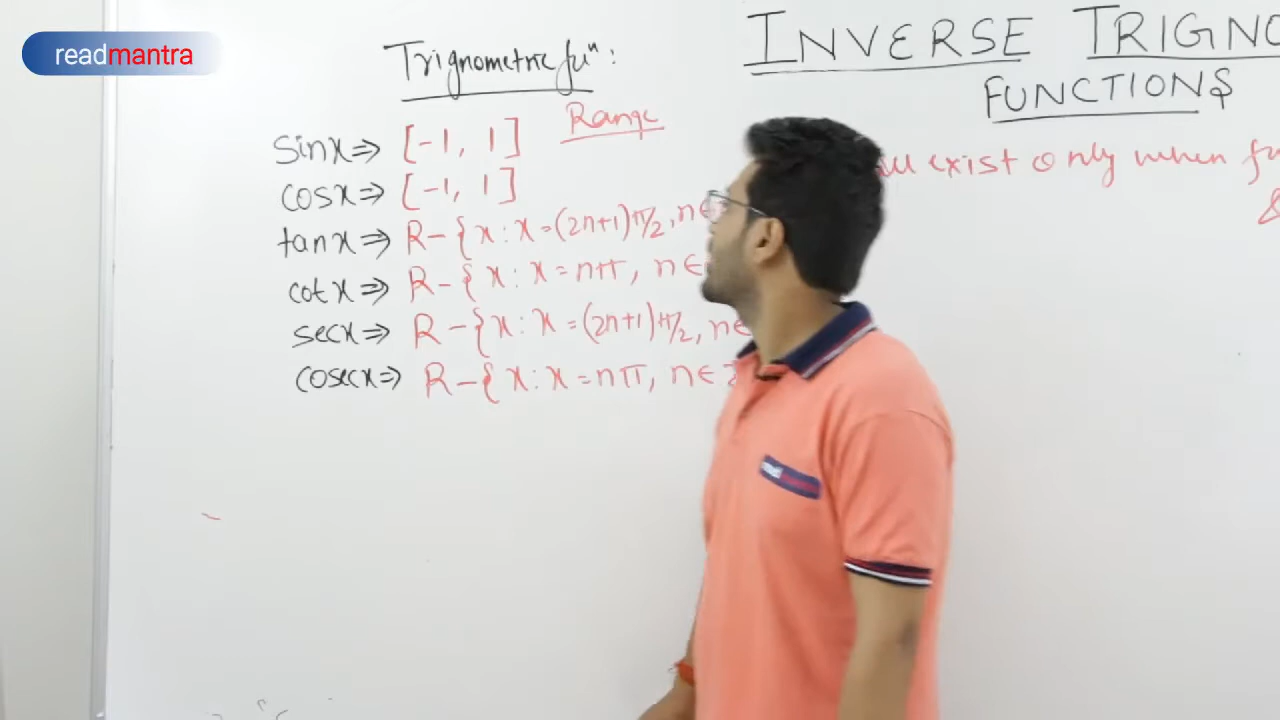 readmantra
Trignometric fuⁿ:
INVERSE TRIGNO
FUNCTIONS
Range
sinx⇒ [-1, 1]
cosx⇒ [-1, 1]
tanx⇒ R-{x:x=(2n+1)π/2, n∈
cotx⇒ R-{x:x=nπ, n∈
secx⇒ R-{x:x=(2n+1)π/2, n∈
cosecx⇒ R-{x:x=nπ, n∈
exist only when
&